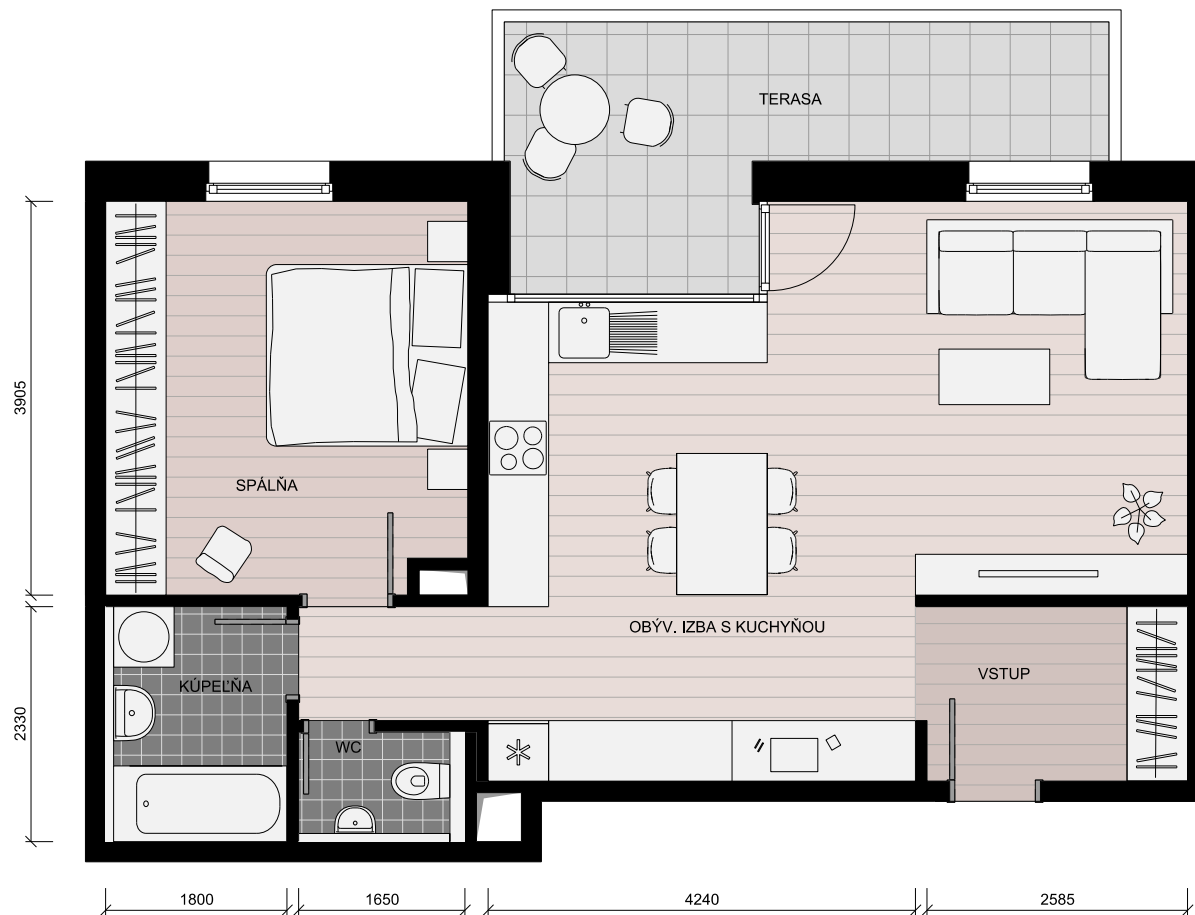 TERASA
3905
SPÁLŇA
OBÝV. IZBA S KUCHYŇOU
VSTUP
KÚPEĽŇA
2330
WC
1800
1650
4240
2585